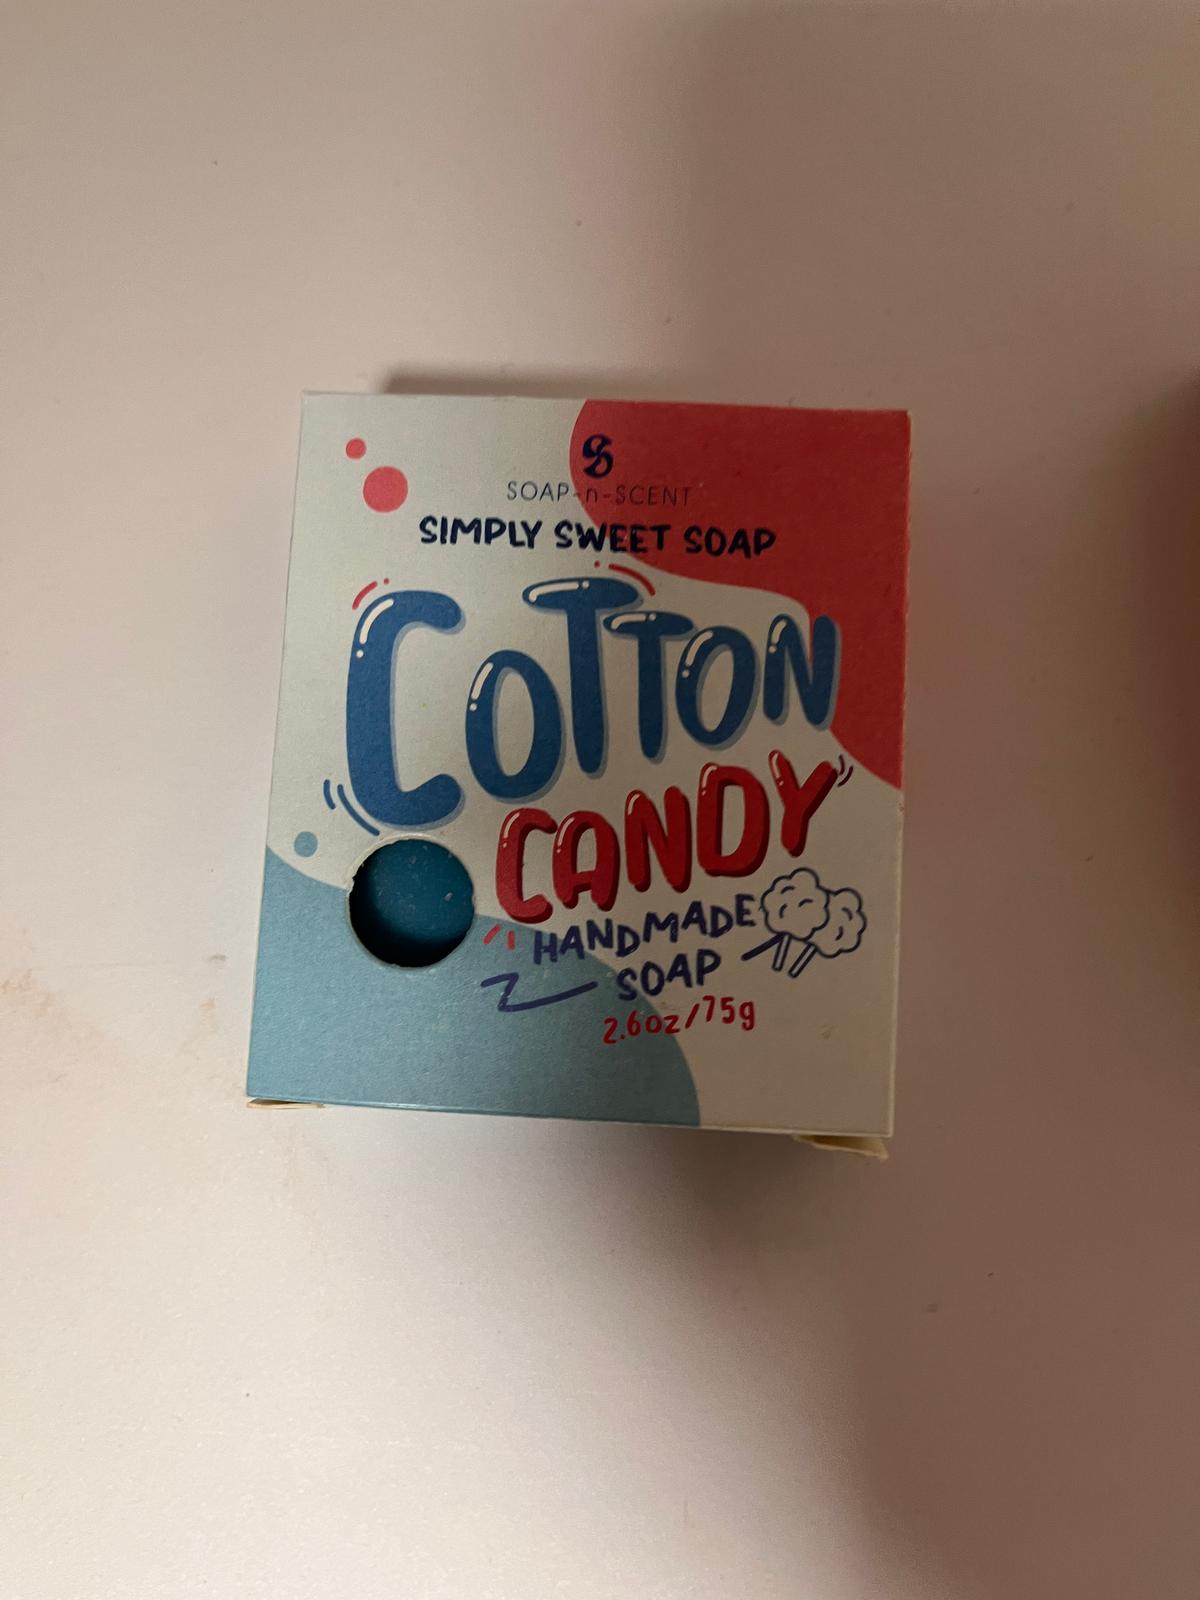 SOAP-n-SCENT
SIMPLY SWEET SOAP
COTTON
CANDY
HANDMADE
SOAP
2.6oz/75g